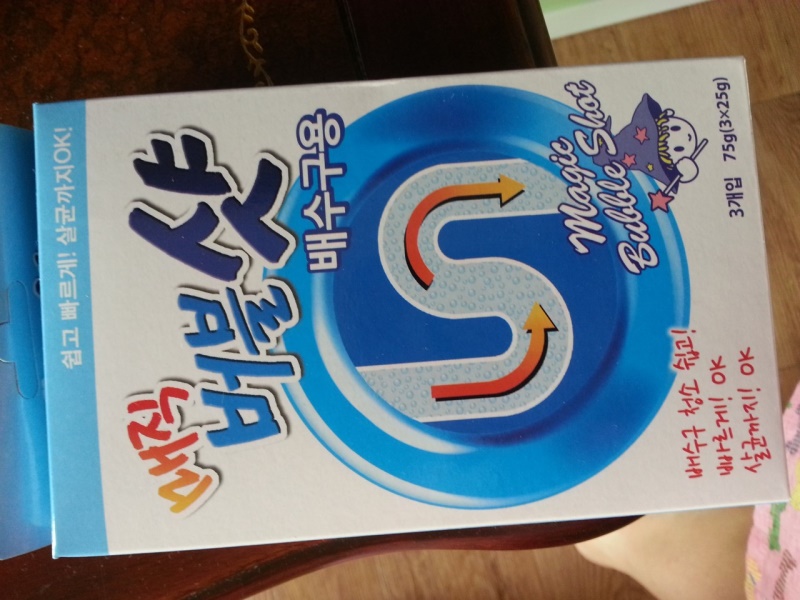 쉽고 빠르게! 살균까지OK!
매직
버블샷
배수구용
Magic
Bubble Shot
3개입 75g(3×25g)
배수구 청소 쉽고!
빠르게! OK
살균까지! OK